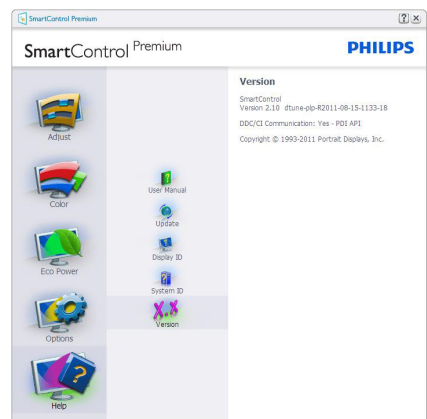 SmartControl Premium
SmartControl Premium
PHILIPS
Adjust
Color
Eco Power
Options
Help
User Manual
Update
Display ID
System ID
X.X
Version
Version
SmartControl
Version 2.10 dtune-plp-R2011-08-15-1133-18
DDC/CI Communication: Yes - PDI API
Copyright © 1993-2011 Portrait Displays, Inc.